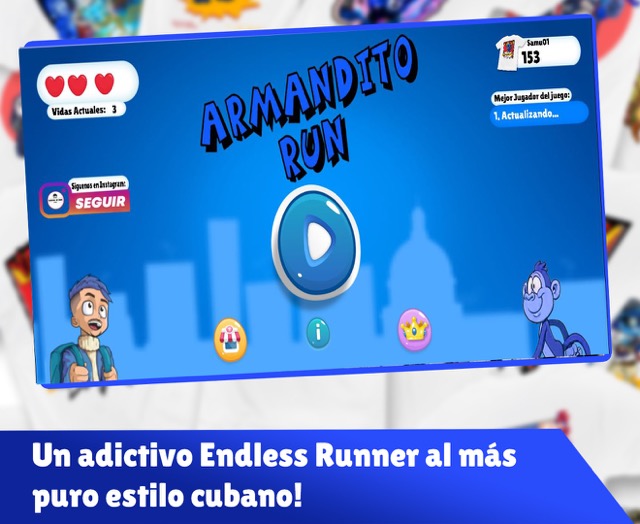 Samu01
153
Vidas Actuales: 3
ARMANDITO
RUN
Mejor Jugador del juego:
1. Actualizando...
Siguenos en Instagram:
SEGUIR
i
Un adictivo Endless Runner al más
puro estilo cubano!